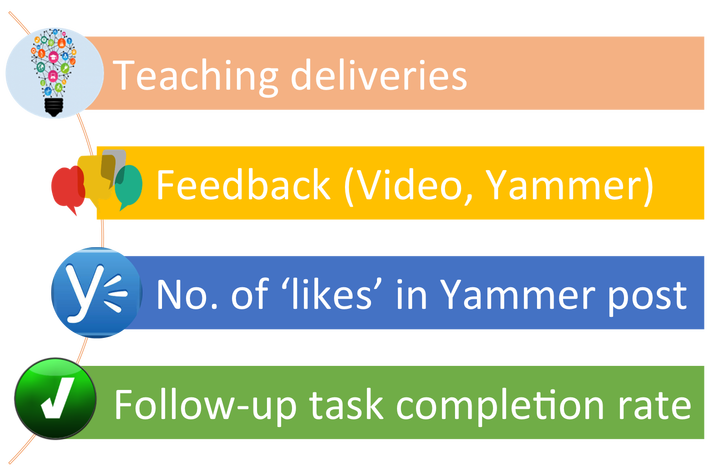 Teaching deliveries
Feedback (Video, Yammer)
No. of ‘likes’ in Yammer post
Follow-up task completion rate